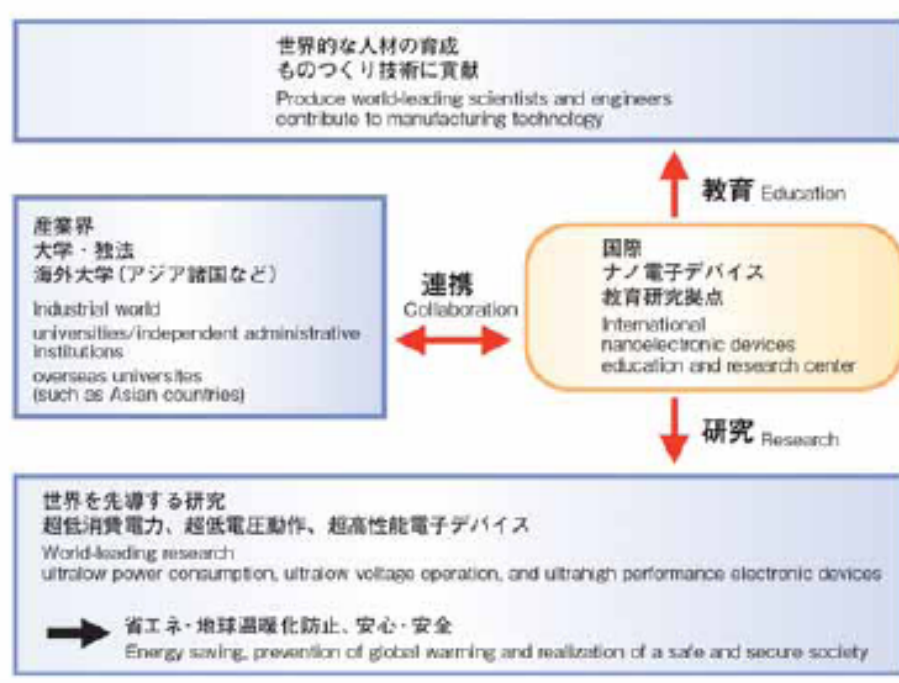 世界的な人材の育成
ものつくり技術に貢献
Produce world-leading scientists and engineers
contribute to manufacturing technology
教育 Education
産業界
大学・独法
海外大学（アジア諸国など）
Industrial world
universities/independent administrative
institutions
overseas universites
(such as Asian countries)
連携
Collaboration
国際
ナノ電子デバイス
教育研究拠点
International
nanoelectronic devices
education and research center
研究 Research
世界を先導する研究
超低消費電力、超低電圧動作、超高性能電子デバイス
World-leading research
ultralow power consumption, ultralow voltage operation, and ultrahigh performance electronic devices
省エネ・地球温暖化防止、安心・安全
Energy saving, prevention of global warming and realization of a safe and secure society